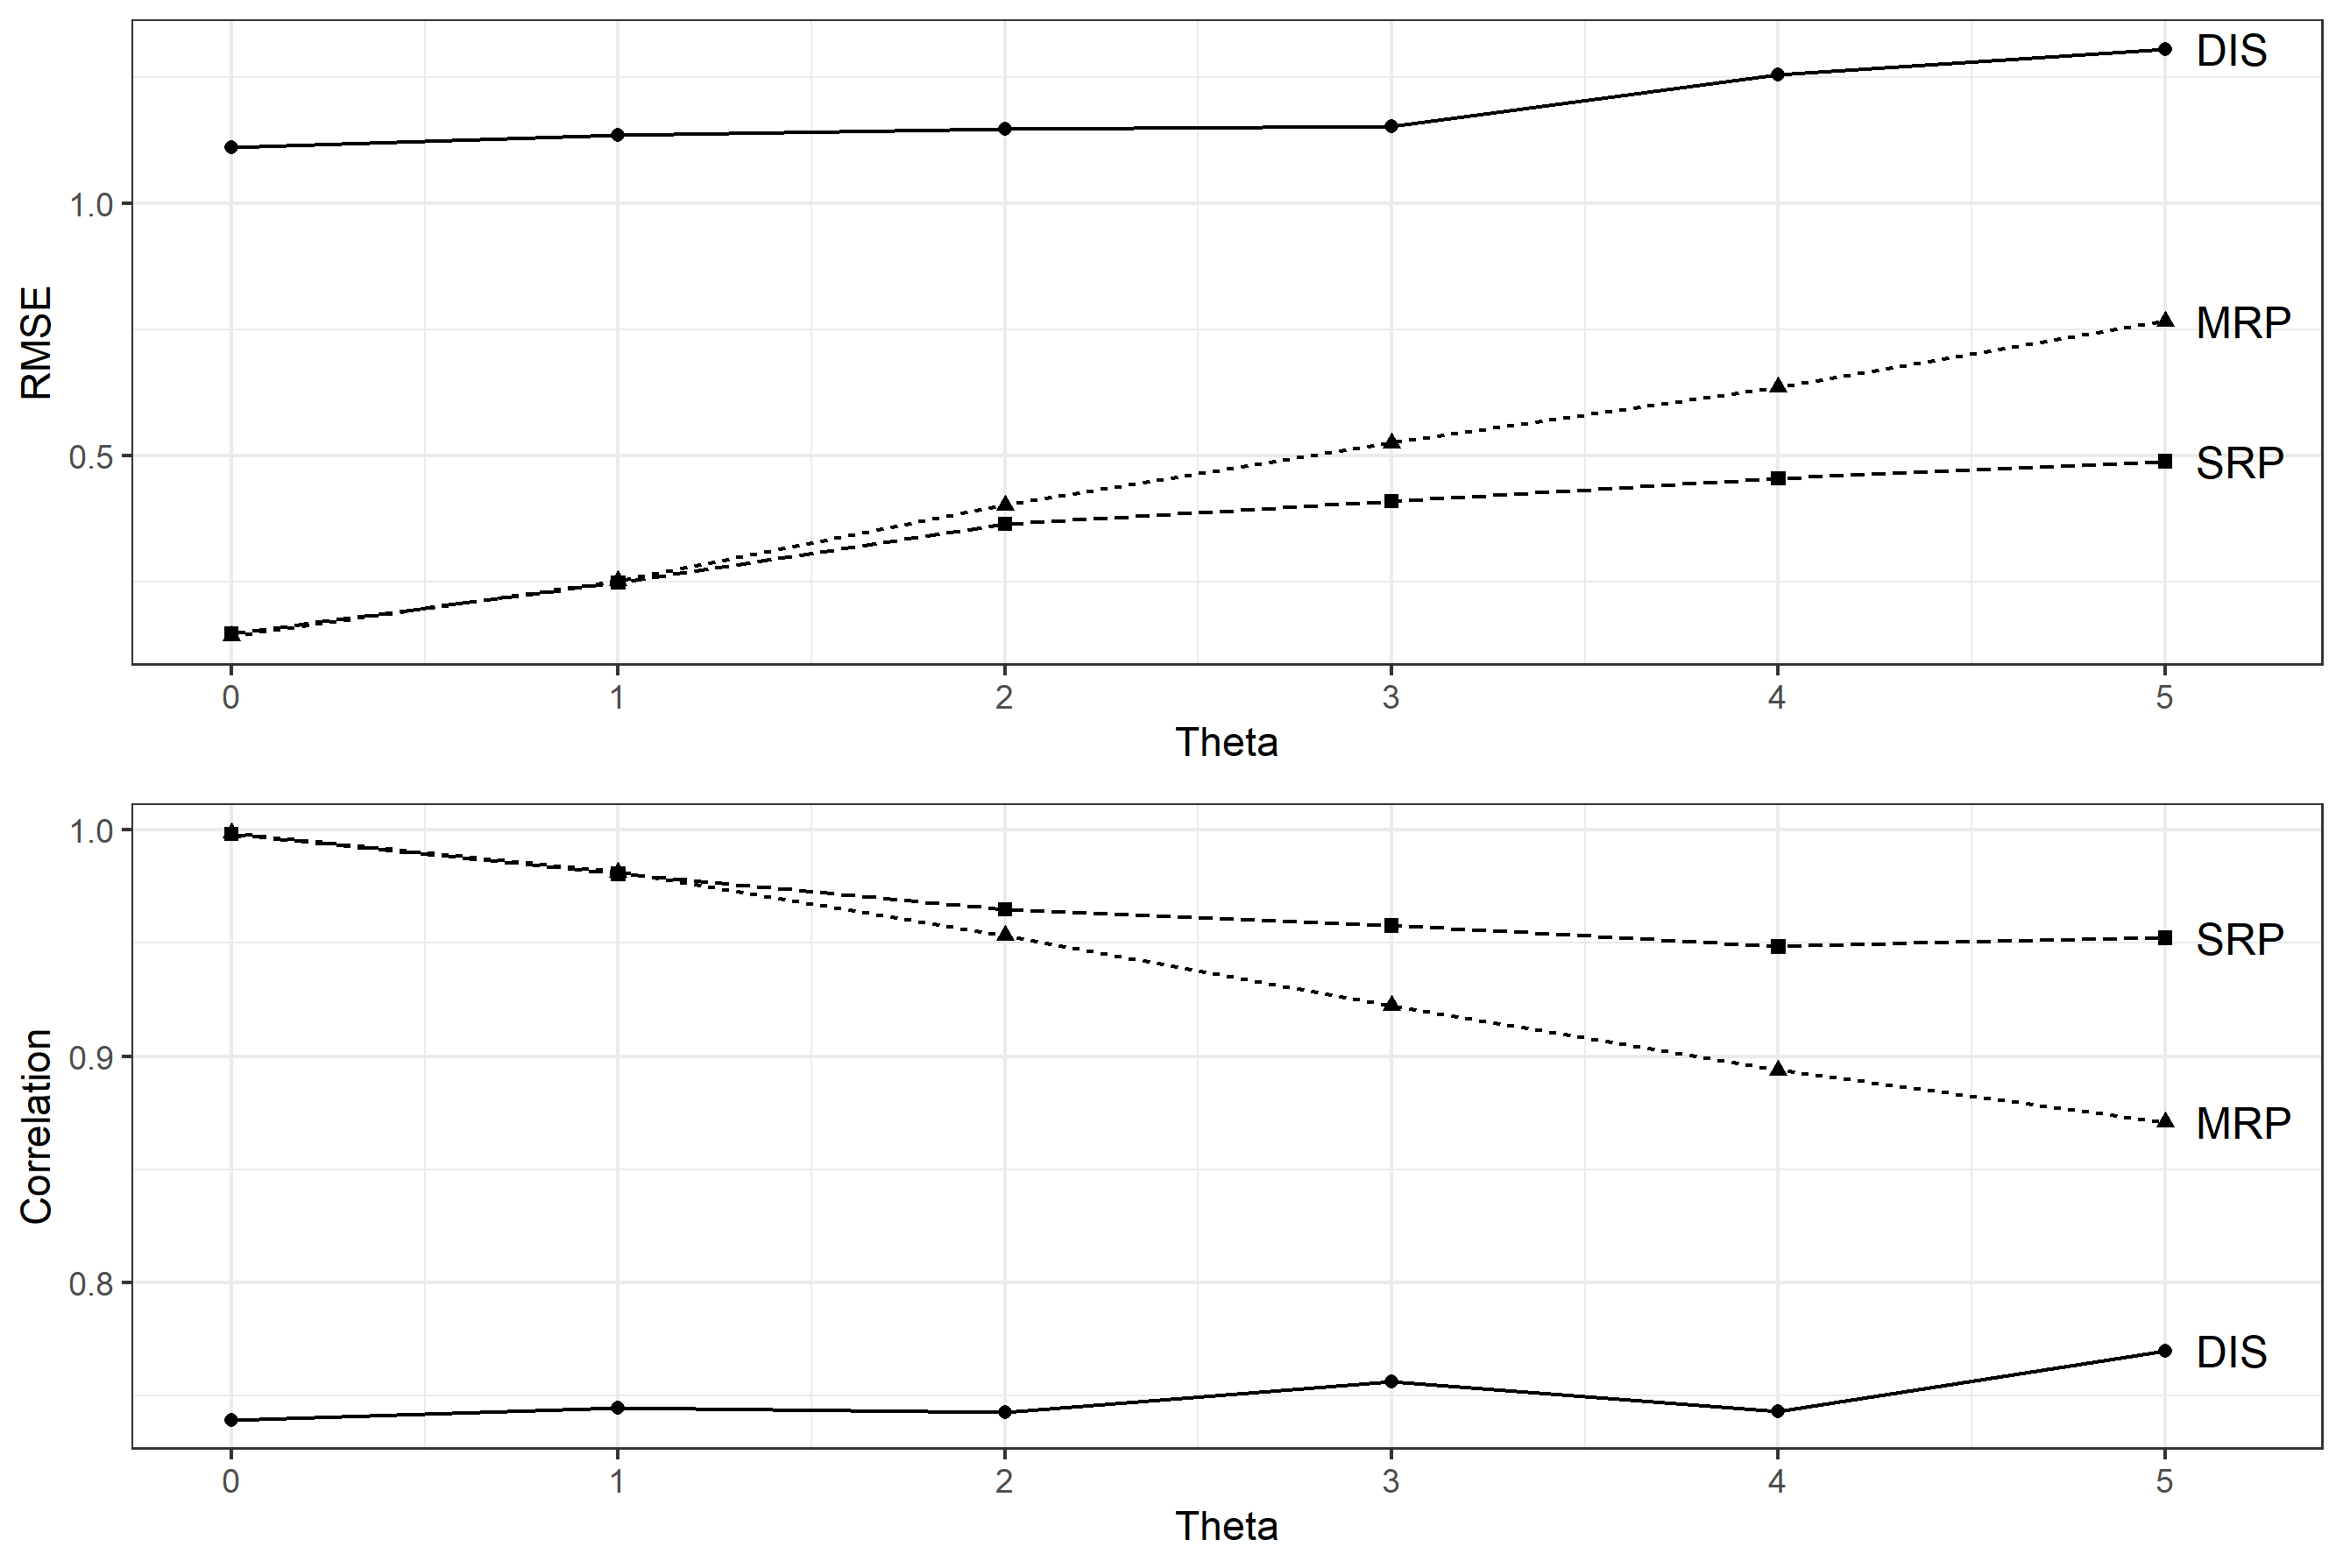 DIS
1.0
MRP
RMSE
0.5
SRP
0 1 2 3 4 5
Theta
1.0
SRP
0.9
MRP
Correlation
0.8
DIS
0 1 2 3 4 5
Theta